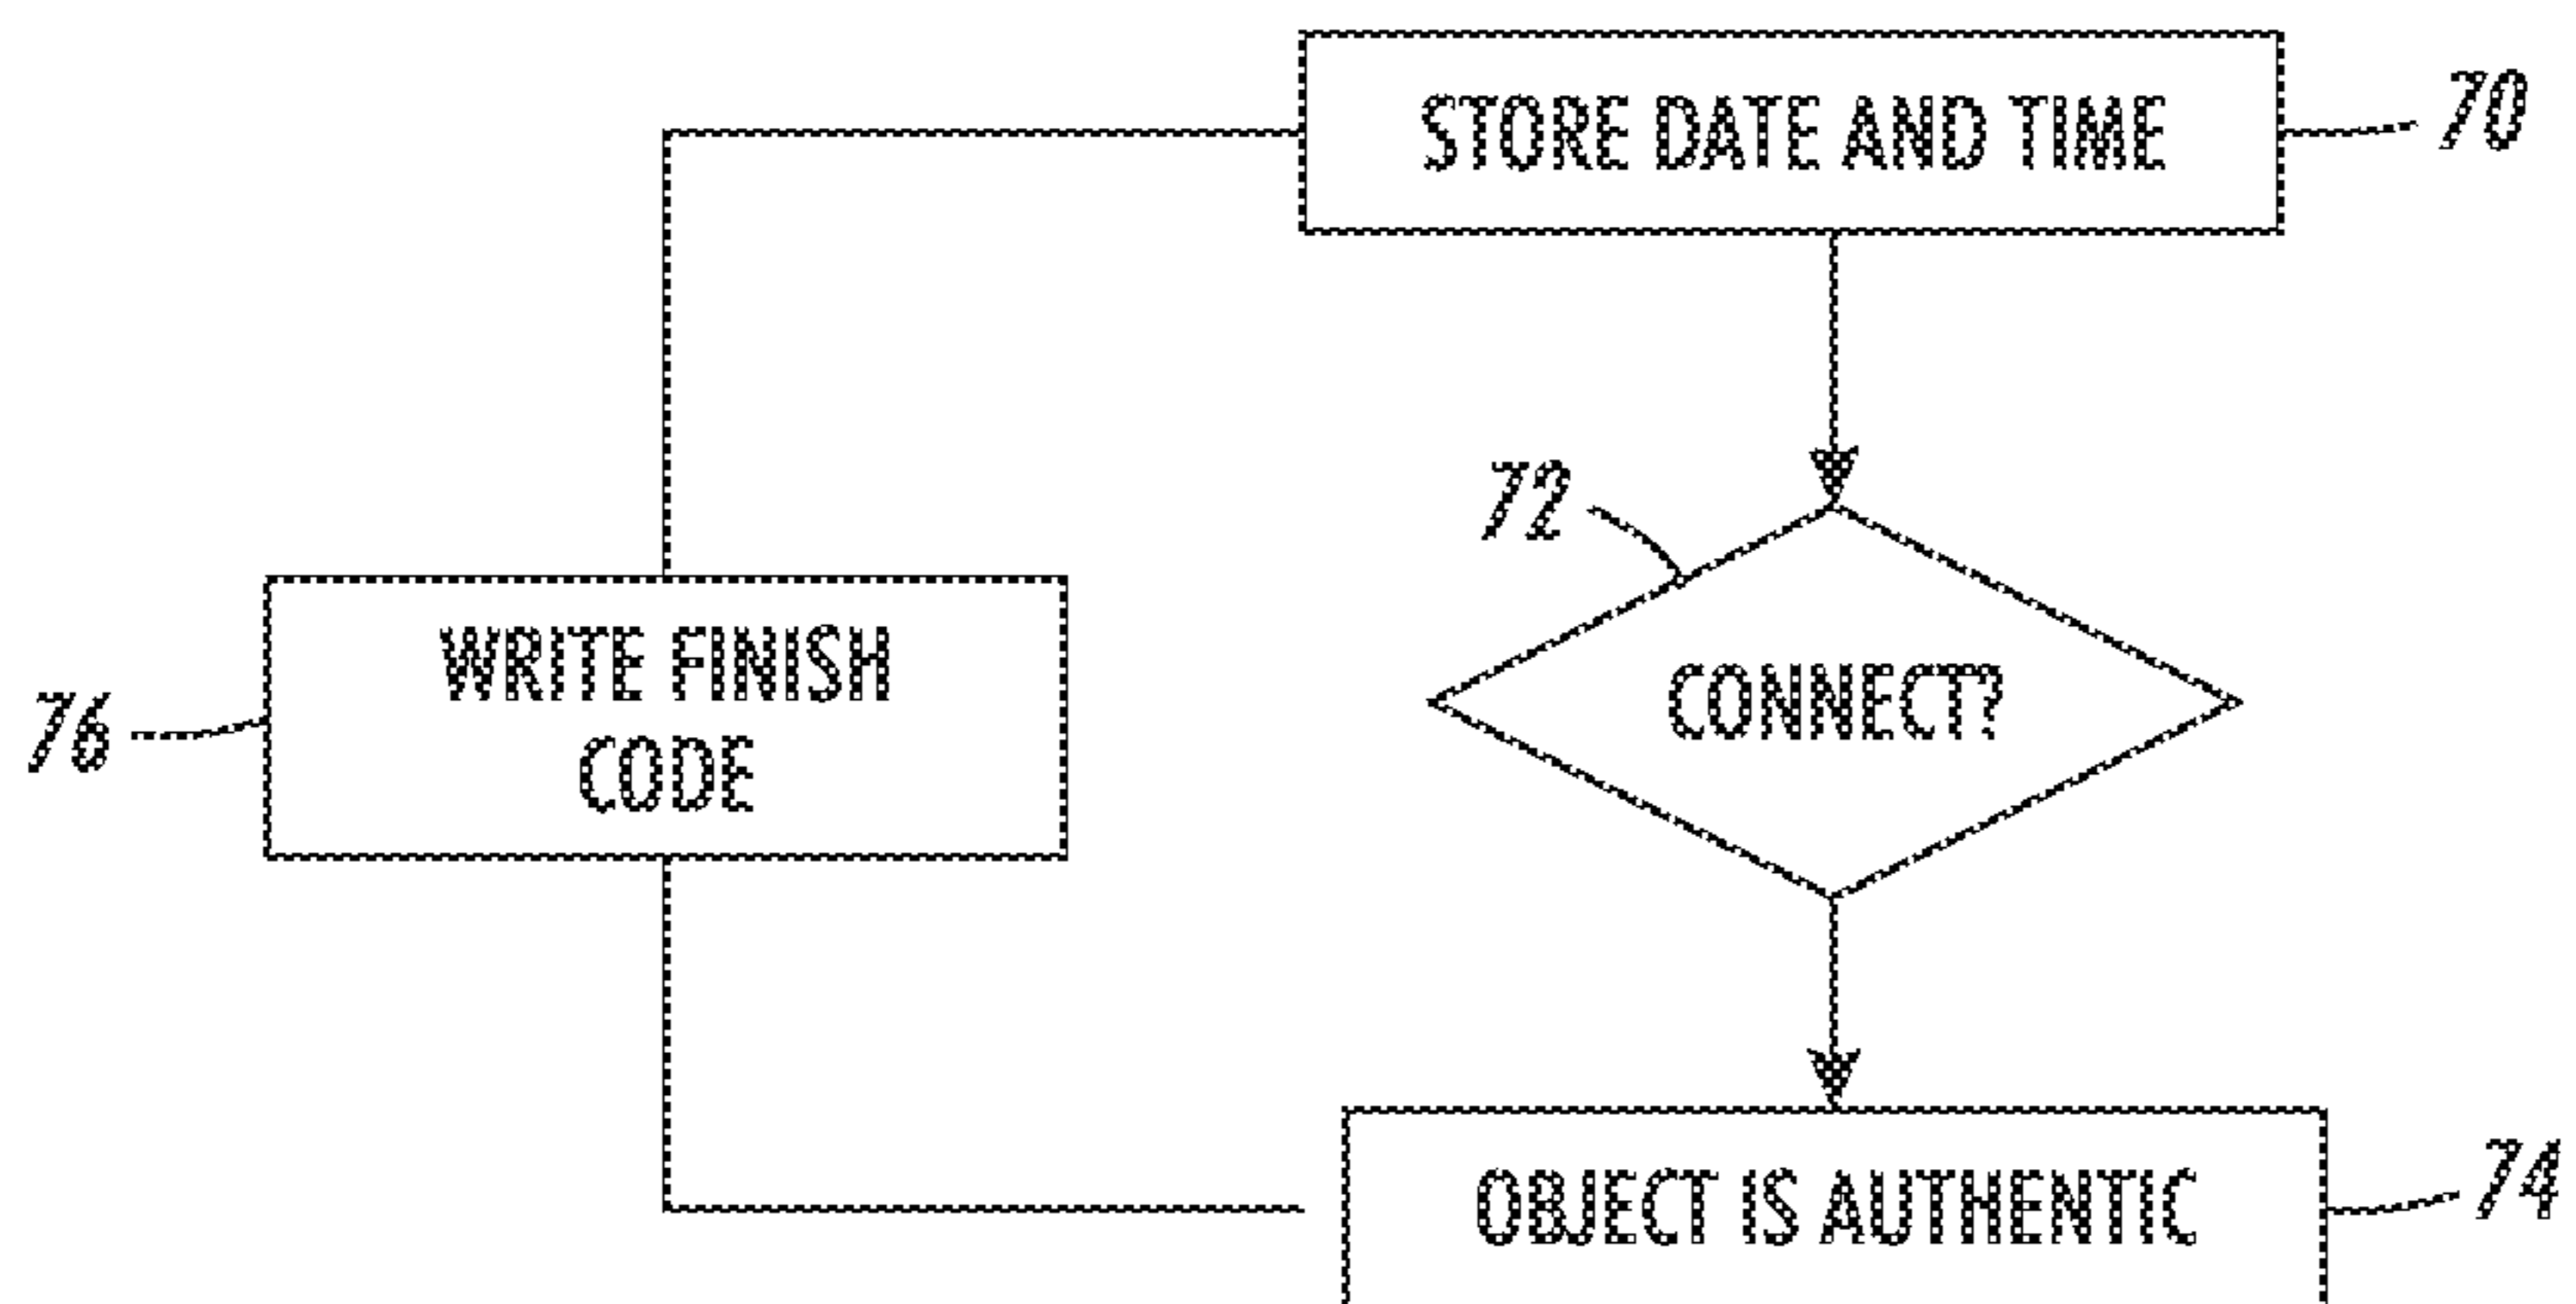 STORE DATE AND TIME
70
72
CONNECT?
WRITE FINISH
CODE
76
OBJECT IS AUTHENTIC
74